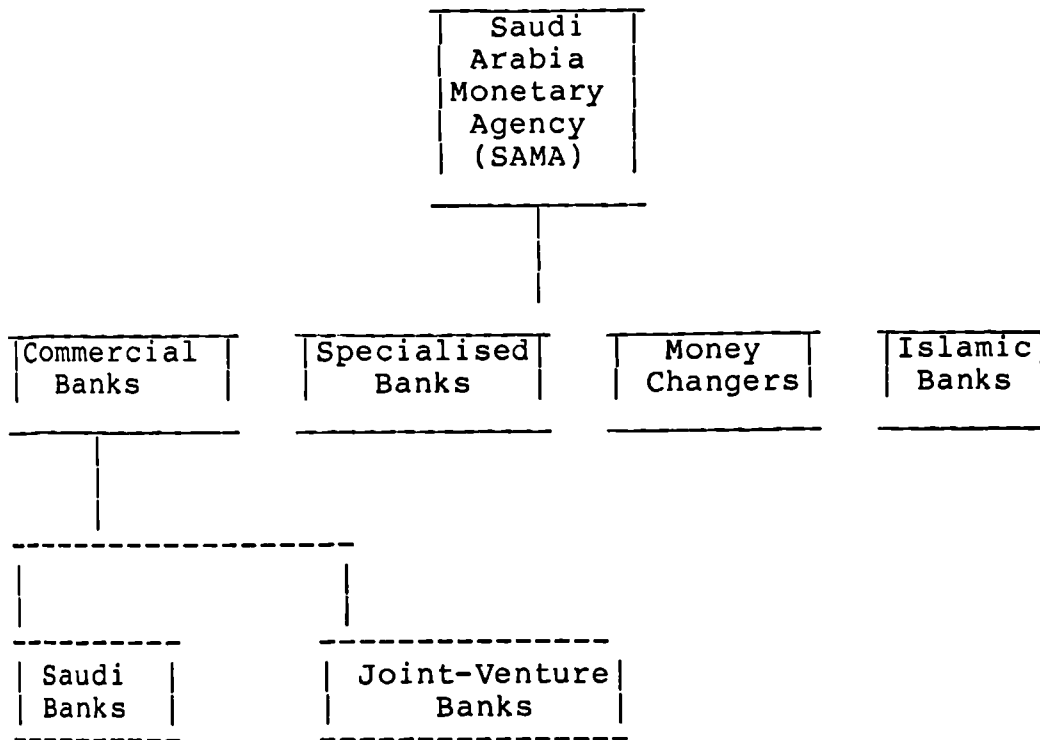 Saudi
Arabia
Monetary
Agency
(SAMA)
Commercial
Banks
Specialised
Banks
Money
Changers
Islamic
Banks
Saudi
Banks
Joint-Venture
Banks